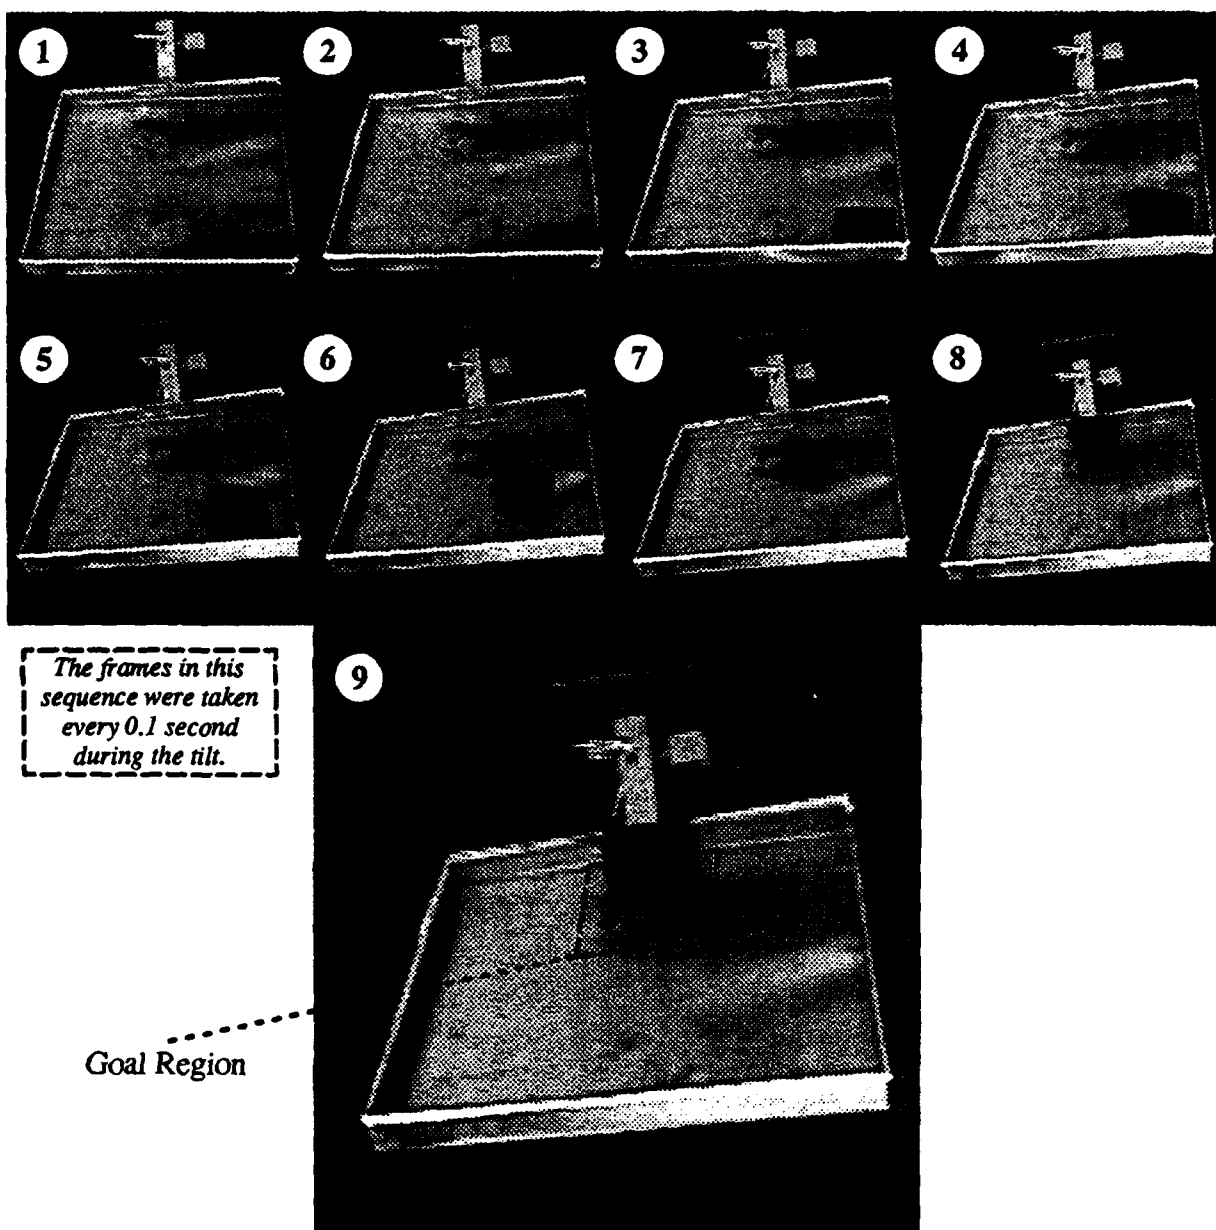 1
2
3
4
5
6
7
8
The frames in this
sequence were taken
every 0.1 second
during the tilt.
9
Goal Region